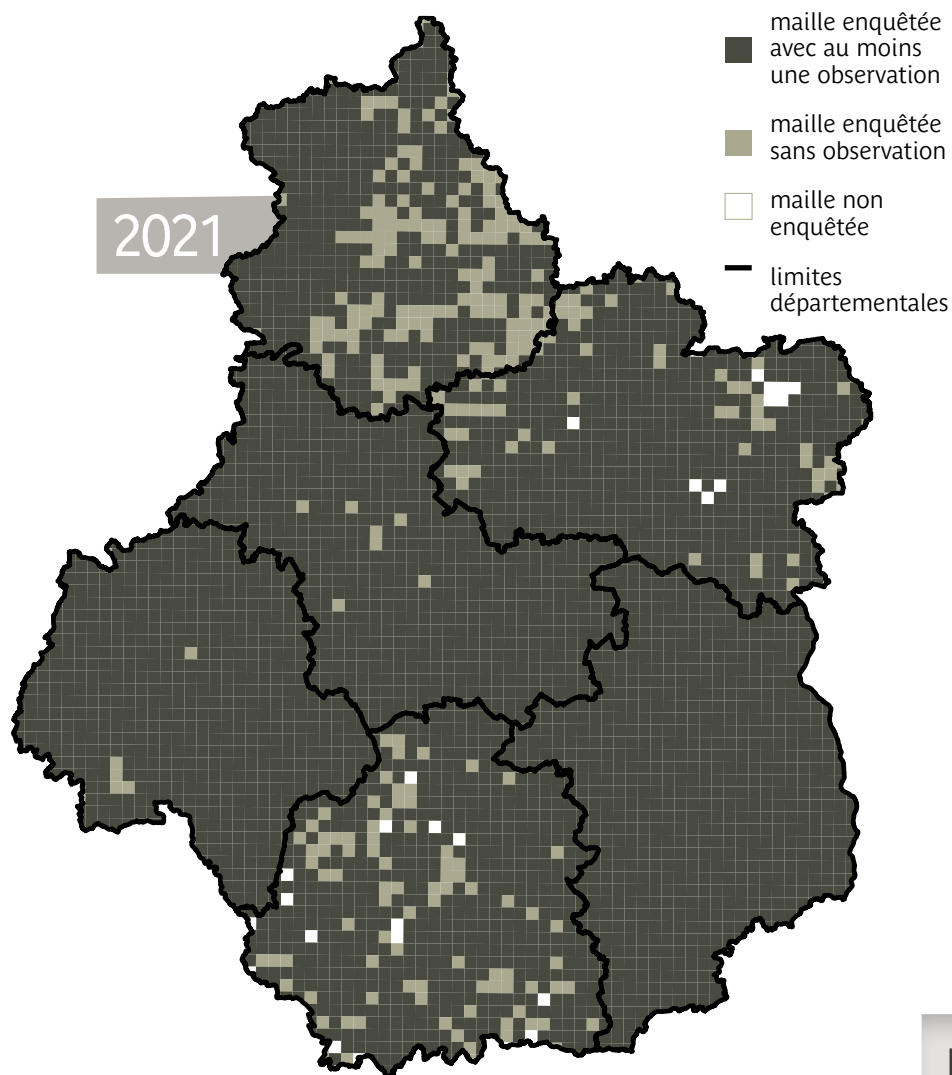 maille enquêtée
avec au moins
une observation
maille enquêtée
sans observation
maille non
enquêtée
limites
départementales
2021